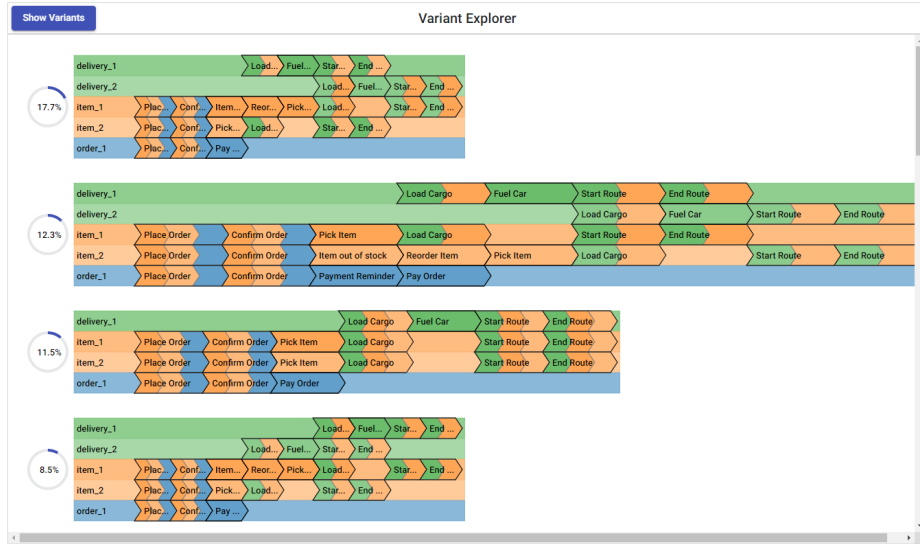 Show Variants
Variant Explorer
17.7%
delivery_1 Load... Fuel... Star... End ...
delivery_2 Load... Fuel... Star... End ...
item_1 Plac... Conf... Item... Reor... Pick... Load... Star... End ...
item_2 Plac... Conf... Pick... Load... Star... End ...
order_1 Plac... Conf... Pay ...
12.3%
delivery_1 Load Cargo Fuel Car Start Route End Route
delivery_2 Load Cargo Fuel Car Start Route End Route
item_1 Place Order Confirm Order Pick Item Load Cargo Start Route End Route
item_2 Place Order Confirm Order Item out of stock Reorder Item Pick Item Load Cargo Start Route End Route
order_1 Place Order Confirm Order Payment Reminder Pay Order
11.5%
delivery_1 Load Cargo Fuel Car Start Route End Route
item_1 Place Order Confirm Order Pick Item Load Cargo Start Route End Route
item_2 Place Order Confirm Order Pick Item Load Cargo Start Route End Route
order_1 Place Order Confirm Order Pay Order
8.5%
delivery_1 Load... Fuel... Star... End ...
delivery_2 Load... Fuel... Star... End ...
item_1 Plac... Conf... Item... Reor... Pick... Load... Star... End ...
item_2 Plac... Conf... Pick... Load... Star... End ...
order_1 Plac... Conf... Pay ...